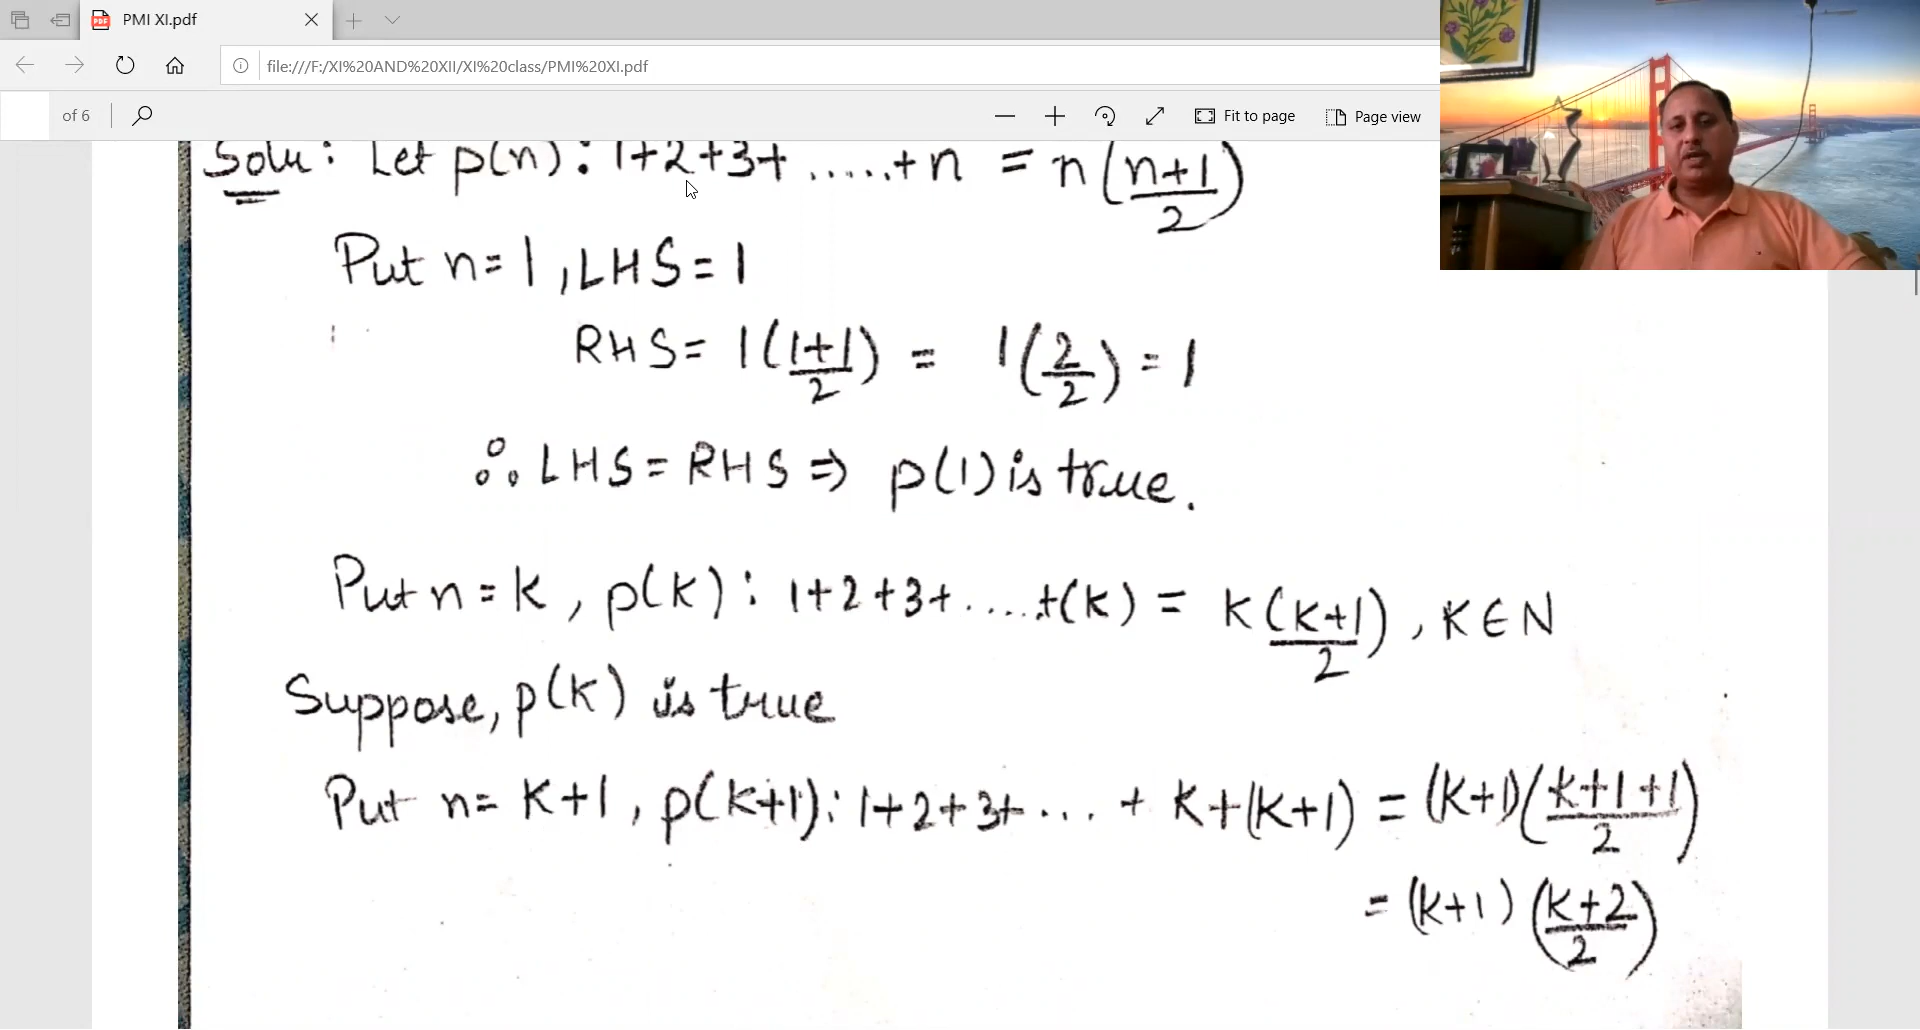 PMI XI.pdf
file:///F:/XI%20AND%20XII/XI%20class/PMI%20XI.pdf
of 6
Fit to page
Page view
Solu: Let p(n): 1+2+3+.....+n = n(n+1/2)
Put n=1, LHS=1
RHS= 1(1+1/2) = 1(2/2) = 1
∴ LHS = RHS ⇒ p(1) is true.
Put n=K, p(K): 1+2+3+....+(K) = K(K+1)/2, K∈N
Suppose, p(K) is true
Put n= K+1, p(K+1): 1+2+3+... + K+(K+1) = (K+1)(K+1+1/2)
= (K+1)(K+2/2)